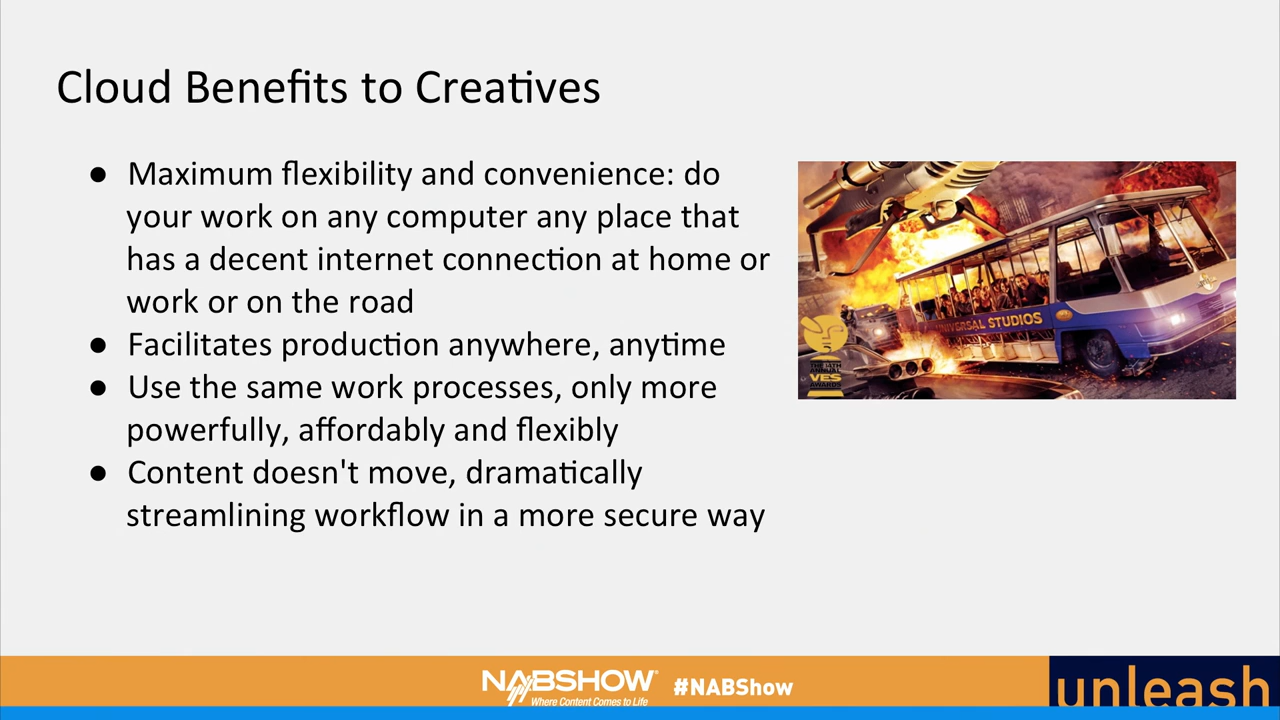 Cloud Benefits to Creatives
● Maximum flexibility and convenience: do
your work on any computer any place that
has a decent internet connection at home or
work or on the road
● Facilitates production anywhere, anytime
● Use the same work processes, only more
powerfully, affordably and flexibly
● Content doesn't move, dramatically
streamlining workflow in a more secure way
UNIVERSAL STUDIOS
ANNUAL
VES
AWARDS
NABSHOW
Where Content Comes to Life
#NABShow
unleash